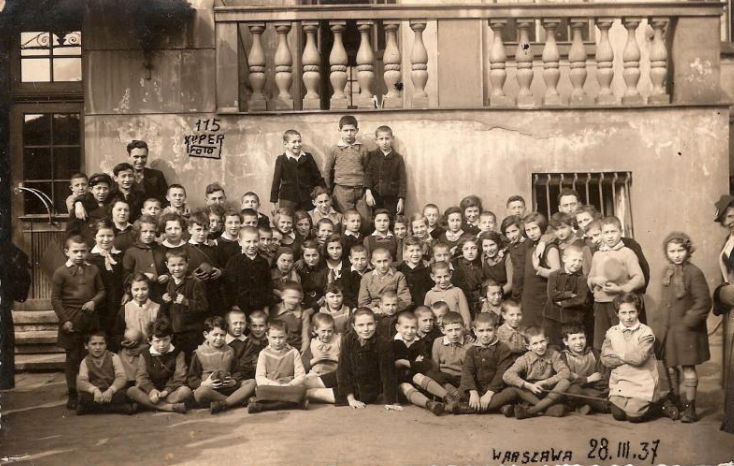 115
KUPER
FOTO
WARSZAWA 28.III.37